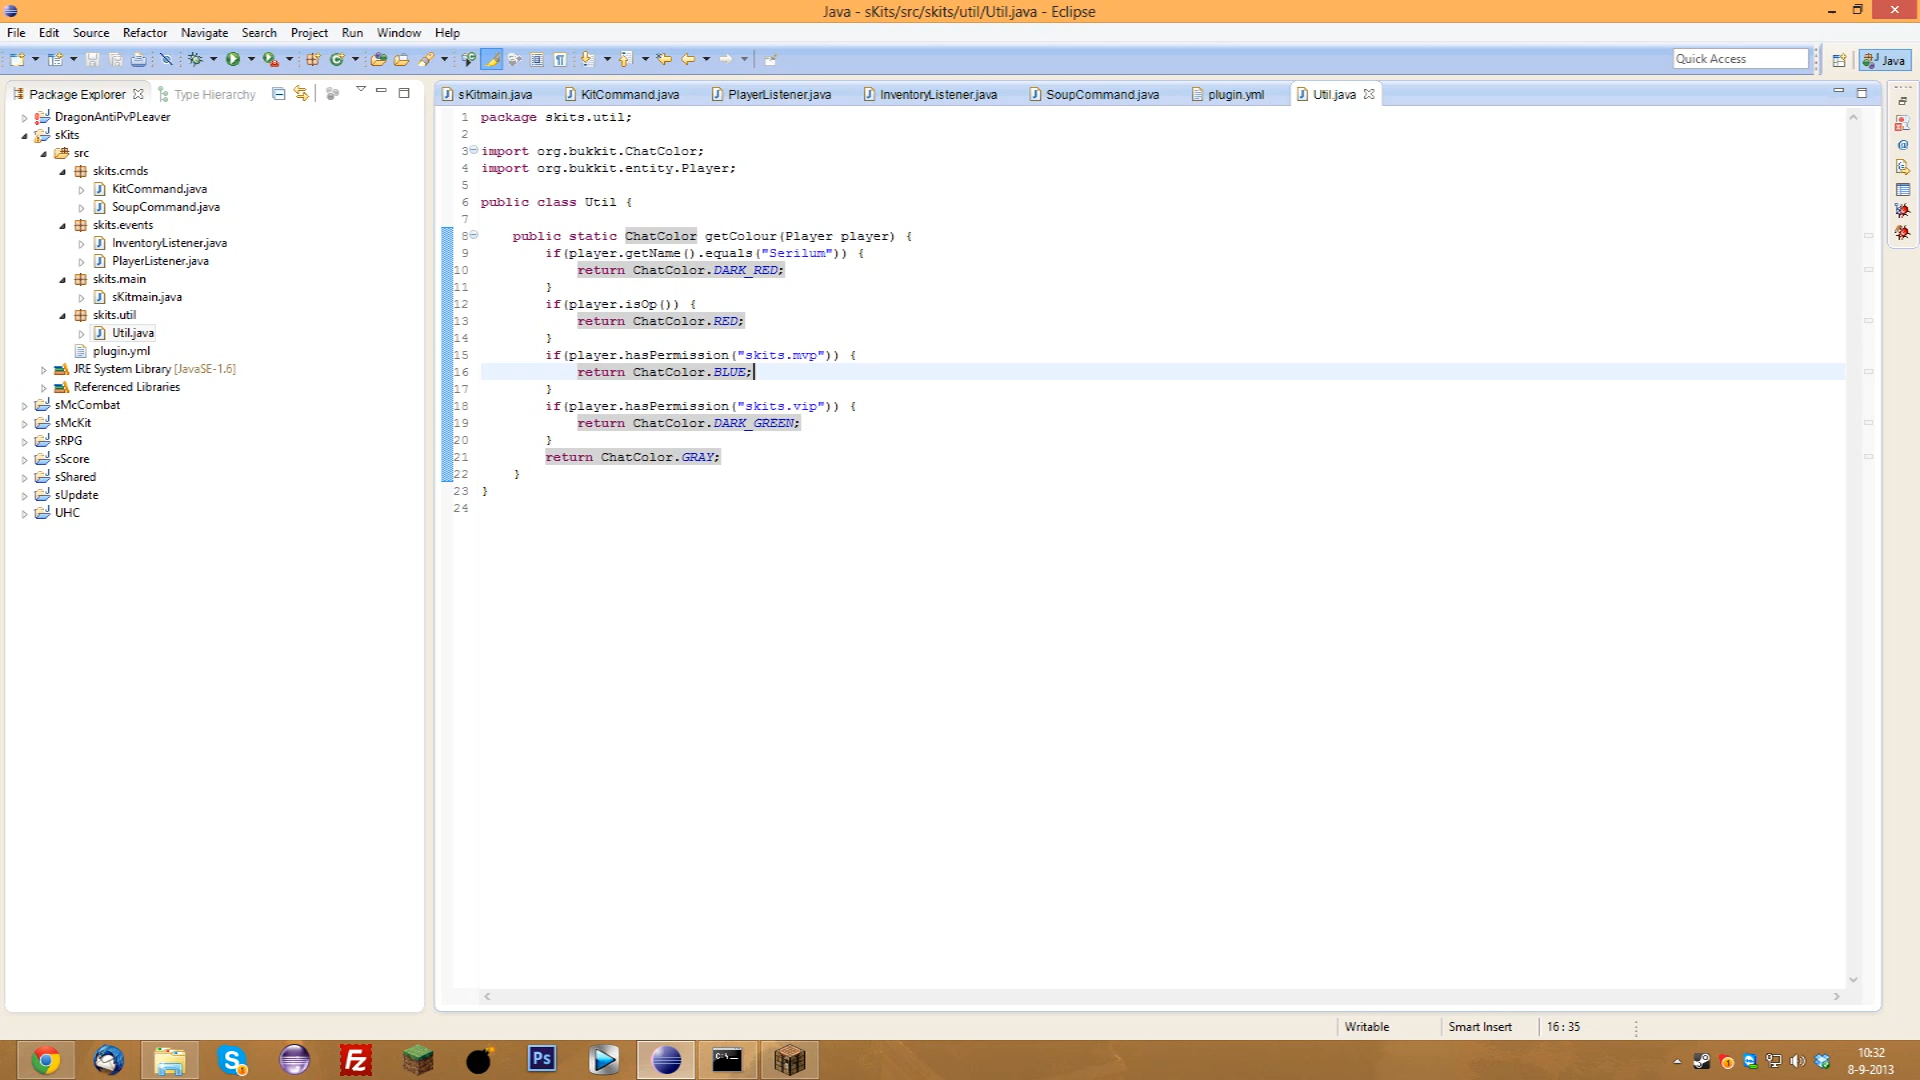 Java - sKits/src/skits/util/Util.java - Eclipse
File Edit Source Refactor Navigate Search Project Run Window Help
Quick Access
Java
Package Explorer
Type Hierarchy
sKitmain.java
KitCommand.java
PlayerListener.java
InventoryListener.java
SoupCommand.java
plugin.yml
Util.java
DragonAntiPvPLeaver
sKits
src
skits.cmds
KitCommand.java
SoupCommand.java
skits.events
InventoryListener.java
PlayerListener.java
skits.main
sKitmain.java
skits.util
Util.java
plugin.yml
JRE System Library [JavaSE-1.6]
Referenced Libraries
sMcCombat
sMcKit
sRPG
sScore
sShared
sUpdate
UHC
1 package skits.util;
2
3 import org.bukkit.ChatColor;
4 import org.bukkit.entity.Player;
5
6 public class Util {
7
8 public static ChatColor getColour(Player player) {
9 if(player.getName().equals("Serilum")) {
10 return ChatColor.DARK_RED;
11 }
12 if(player.isOp()) {
13 return ChatColor.RED;
14 }
15 if(player.hasPermission("skits.mvp")) {
16 return ChatColor.BLUE;
17 }
18 if(player.hasPermission("skits.vip")) {
19 return ChatColor.DARK_GREEN;
20 }
21 return ChatColor.GRAY;
22 }
23 }
24
Writable Smart Insert 16 : 35
Ps
10:32
8-9-2013